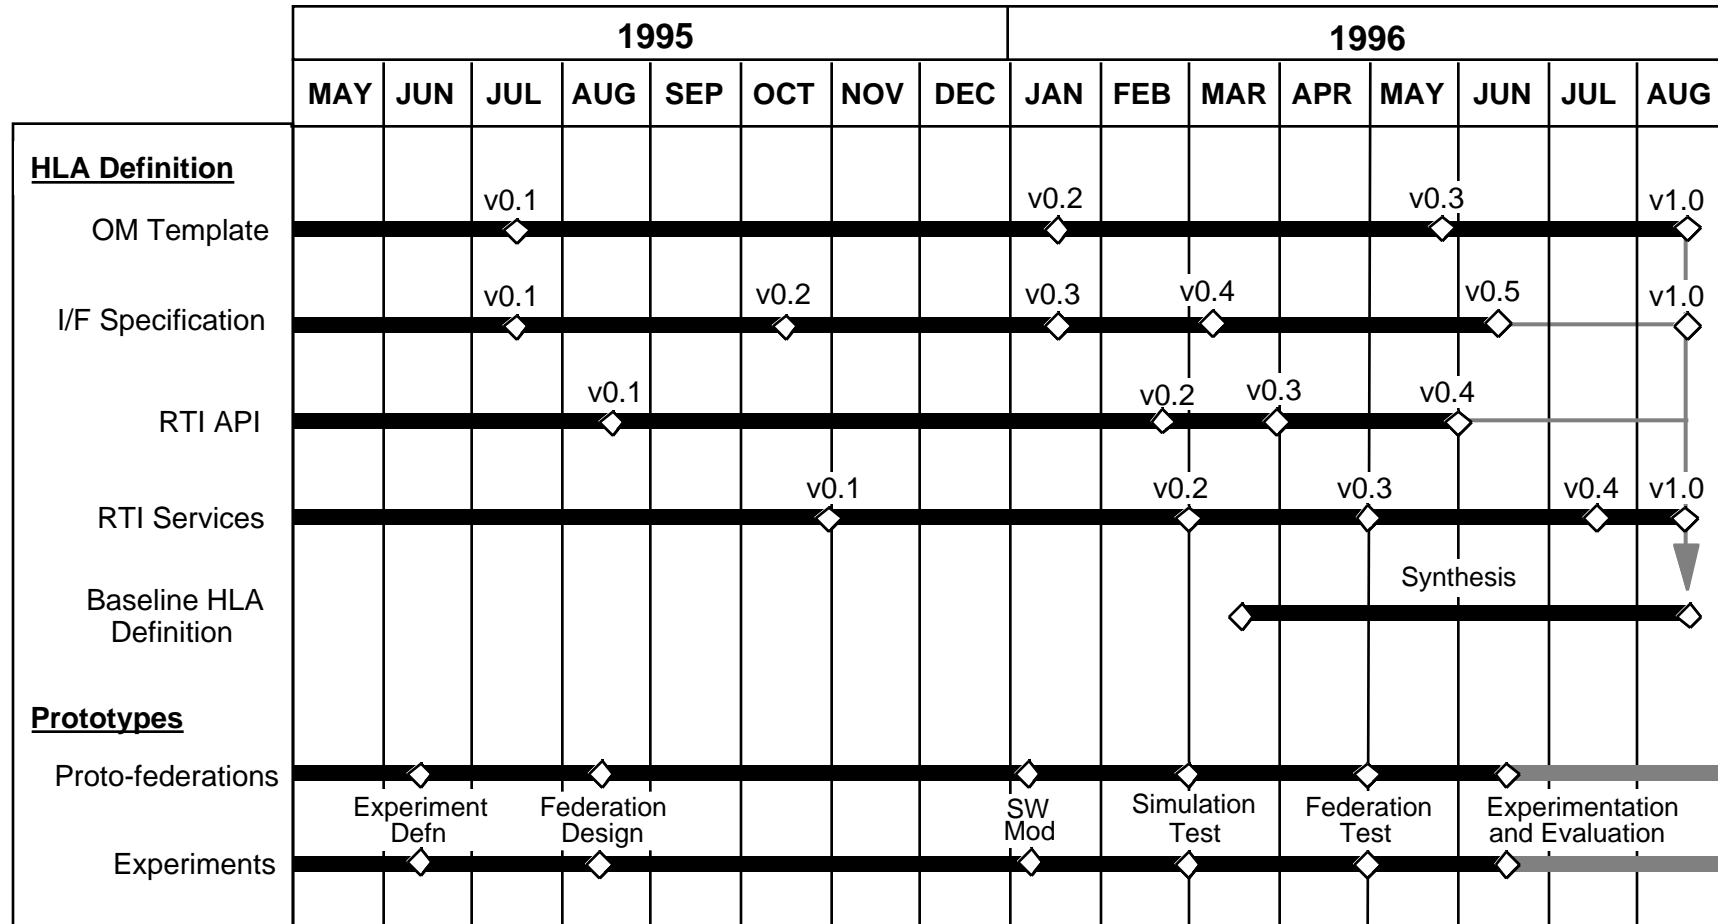 1995 1996
MAY JUN JUL AUG SEP OCT NOV DEC JAN FEB MAR APR MAY JUN JUL AUG
HLA Definition
v0.1 v0.2 v0.3 v1.0
OM Template
v0.1 v0.2 v0.3 v0.4 v0.5 v1.0
I/F Specification
v0.1 v0.2 v0.3 v0.4
RTI API
v0.1 v0.2 v0.3 v0.4 v1.0
RTI Services
Synthesis
Baseline HLA
Definition
Prototypes
Proto-federations
Experiment Federation SW Simulation Federation Experimentation
Defn Design Mod Test Test and Evaluation
Experiments